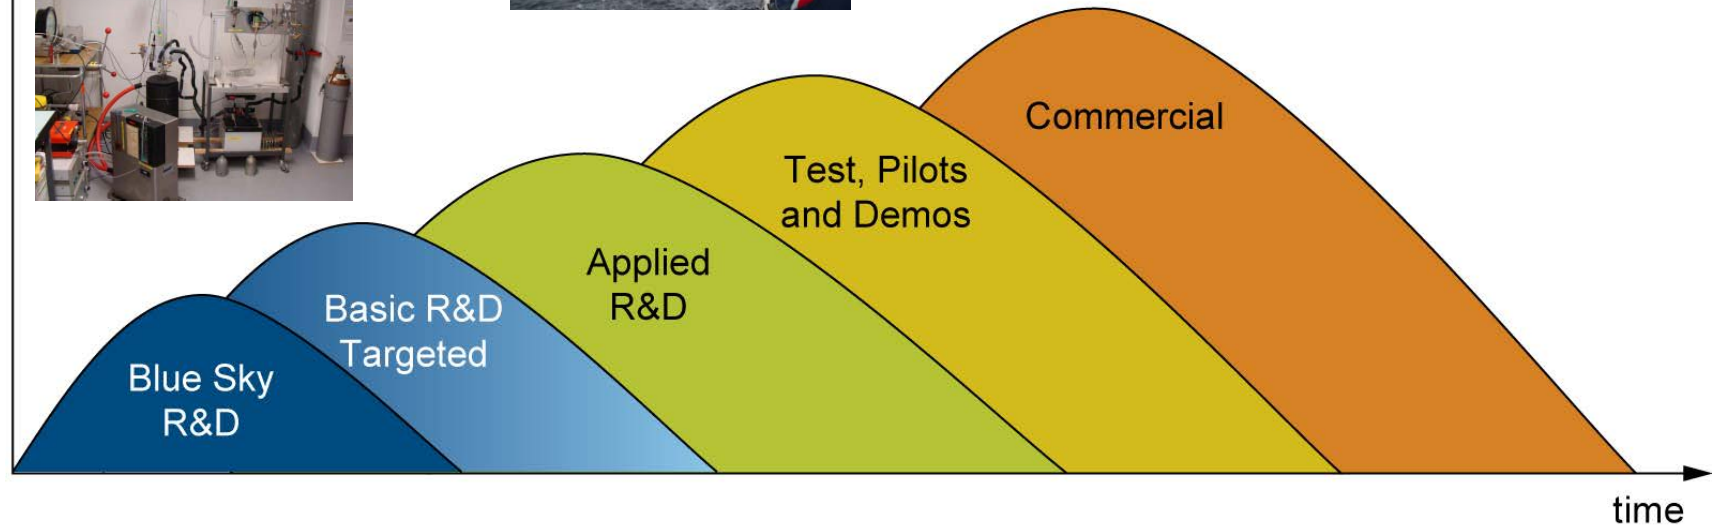 Commercial
Test, Pilots
and Demos
Applied
R&D
Basic R&D
Targeted
Blue Sky
R&D
time